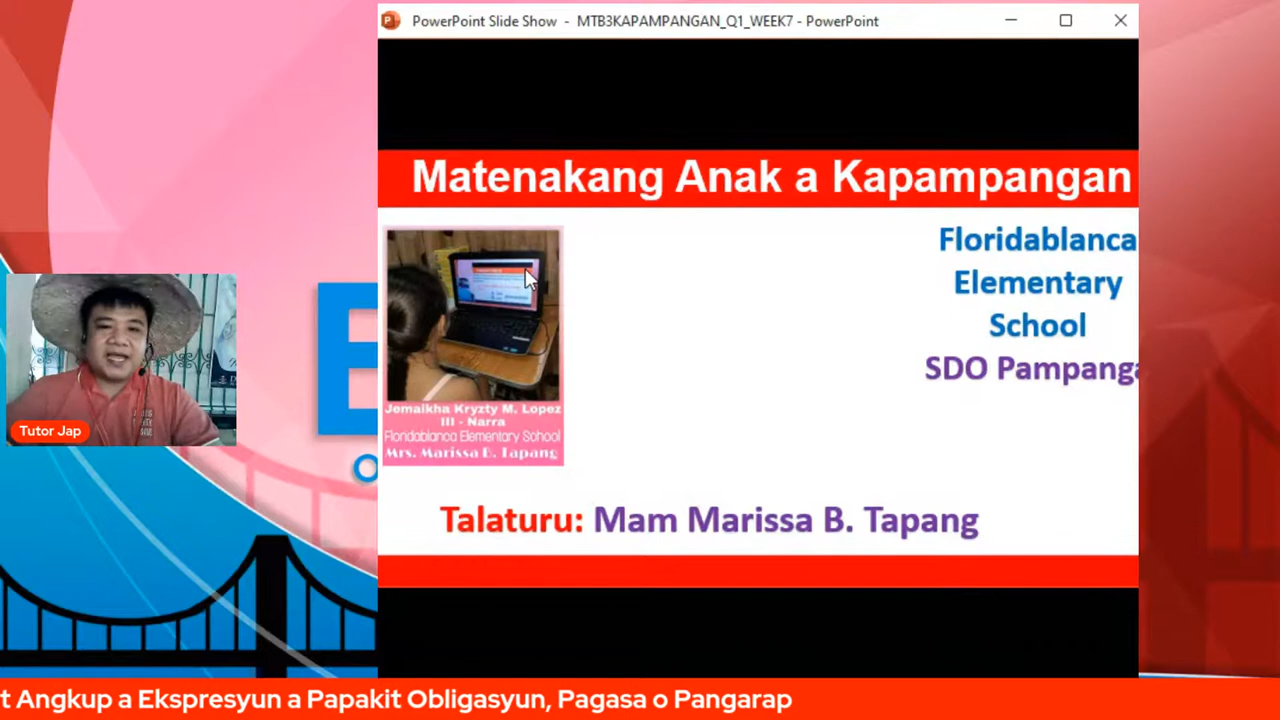 PowerPoint Slide Show - MTB3KAPAMPANGAN_Q1_WEEK7 - PowerPoint
Matenakang Anak a Kapampangan
Floridablanca
Elementary
School
SDO Pampanga
Jemaikha Kryzty M. Lopez
III - Narra
Floridablanca Elementary School
Mrs. Marissa B. Tapang
Tutor Jap
Talaturu: Mam Marissa B. Tapang
t Angkup a Ekspresyun a Papakit Obligasyun, Pagasa o Pangarap